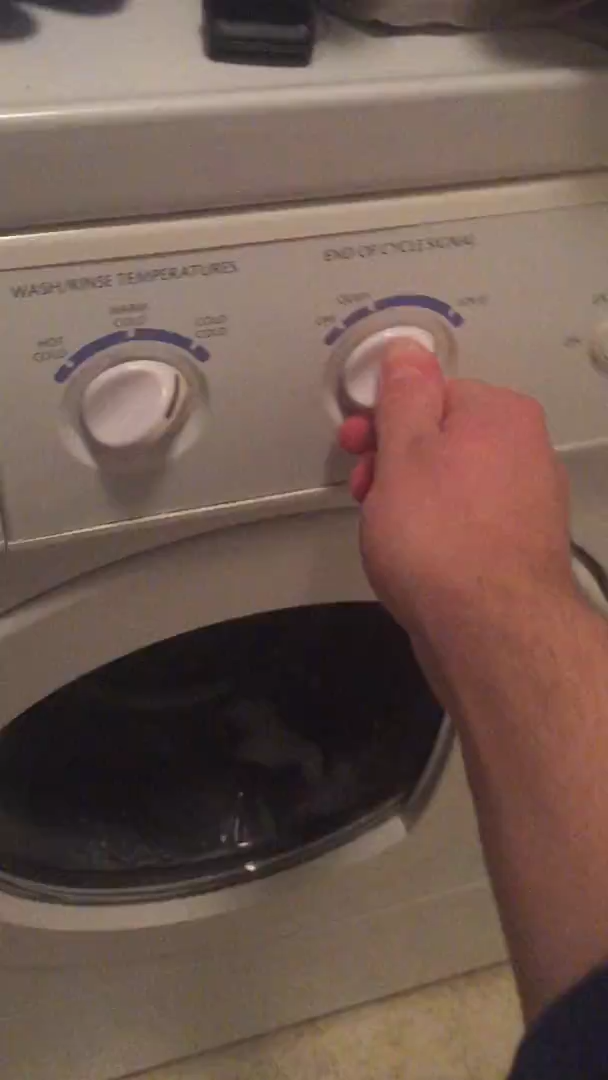 WASH/RINSE TEMPERATURES
HOT
COLD
WARM
COLD
COLD
COLD
END OF CYCLE SIGNAL
OFF
LOUD